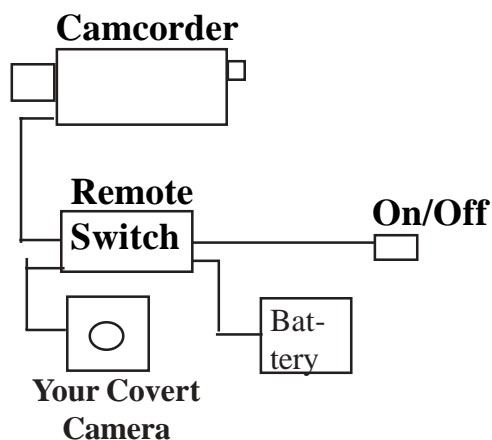 Camcorder
Remote
Switch
On/Off
Bat-
tery
Your Covert
Camera